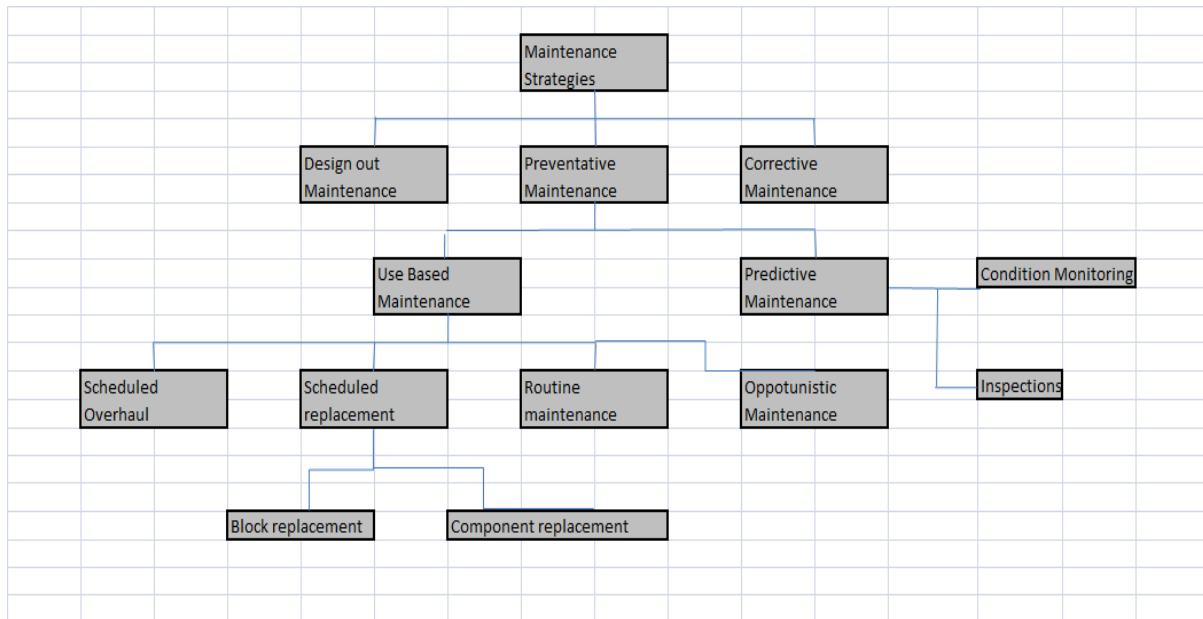 Maintenance
Strategies
Design out
Maintenance
Preventative
Maintenance
Corrective
Maintenance
Use Based
Maintenance
Predictive
Maintenance
Condition Monitoring
Scheduled
Overhaul
Scheduled
replacement
Routine
maintenance
Oppotunistic
Maintenance
Inspections
Block replacement
Component replacement